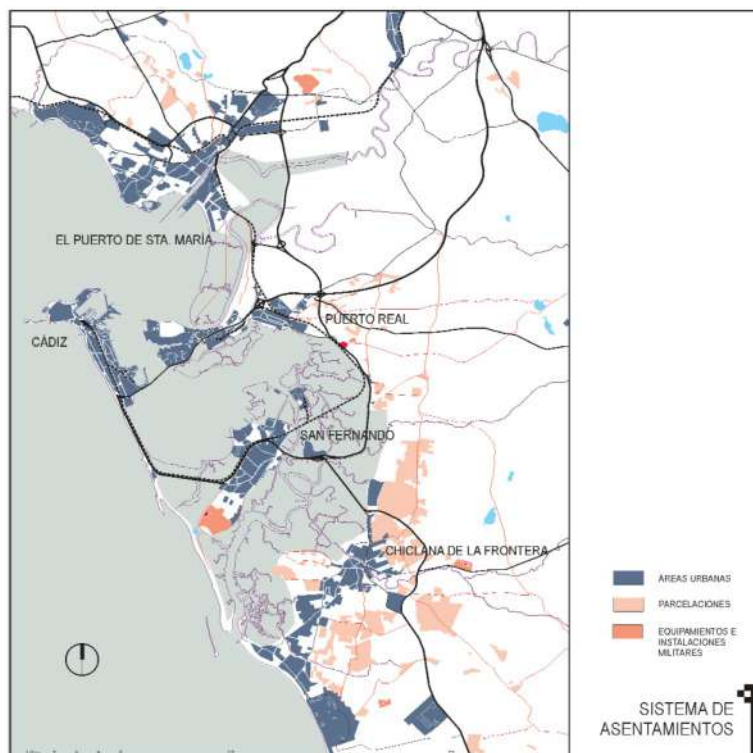 EL PUERTO DE STA. MARÍA
PUERTO REAL
CÁDIZ
SAN FERNANDO
CHICLANA DE LA FRONTERA
AREAS URBANAS
PARCELACIONES
EQUIPAMIENTOS E
INSTALACIONES
MILITARES
SISTEMA DE
ASENTAMIENTOS